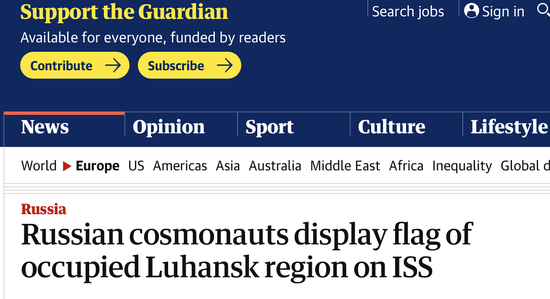 Support the Guardian
Search jobs
Sign in
Available for everyone, funded by readers
Contribute
Subscribe
News
Opinion
Sport
Culture
Lifestyle
World
Europe
US
Americas
Asia
Australia
Middle East
Africa
Inequality
Global d
Russia
Russian cosmonauts display flag of
occupied Luhansk region on ISS